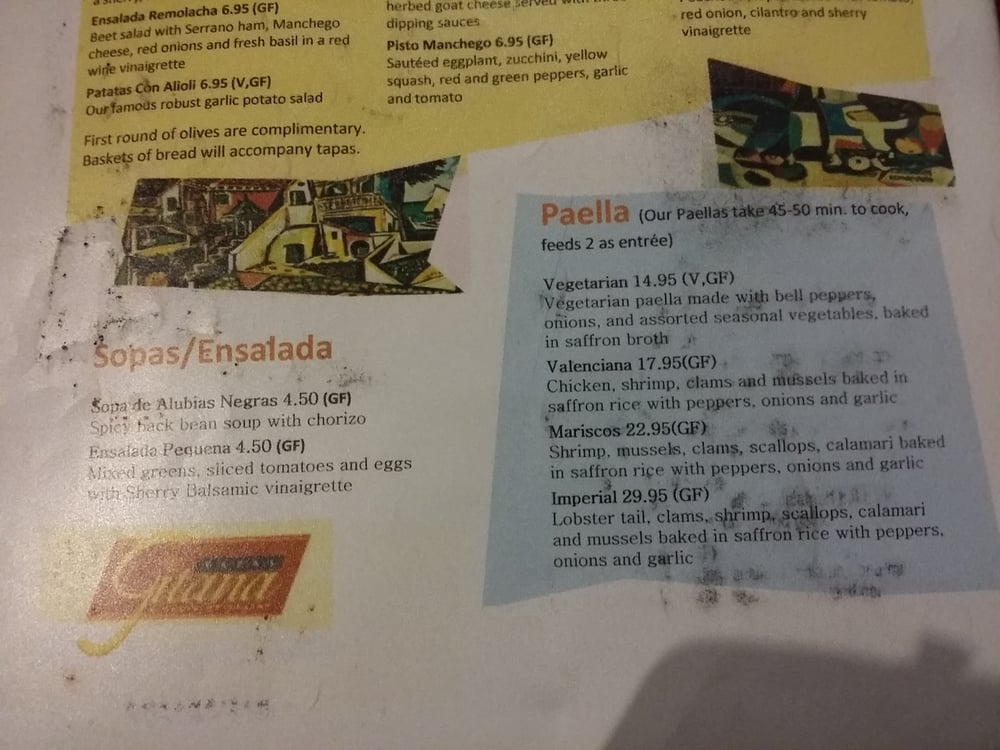 Ensalada Remolacha 6.95 (GF)
Beet salad with Serrano ham, Manchego
cheese, red onions and fresh basil in a red
wine vinaigrette
Patatas Con Alioli 6.95 (V,GF)
Our famous robust garlic potato salad
First round of olives are complimentary.
Baskets of bread will accompany tapas.
herbed goat cheese served with
dipping sauces
Pisto Manchego 6.95 (GF)
Sautéed eggplant, zucchini, yellow
squash, red and green peppers, garlic
and tomato
red onion, cilantro and sherry
vinaigrette
Sopas/Ensalada
Sopa de Alubias Negras 4.50 (GF)
Spicy back bean soup with chorizo
Ensalada Pequena 4.50 (GF)
Mixed greens, sliced tomatoes and eggs
with Sherry Balsamic vinaigrette
Paella (Our Paellas take 45-50 min. to cook,
feeds 2 as entrée)
Vegetarian 14.95 (V,GF)
Vegetarian paella made with bell peppers,
onions, and assorted seasonal vegetables, baked
in saffron broth
Valenciana 17.95(GF)
Chicken, shrimp, clams and mussels baked in
saffron rice with peppers, onions and garlic
Mariscos 22.95(GF)
Shrimp, mussels, clams, scallops, calamari baked
in saffron rice with peppers, onions and garlic
Imperial 29.95 (GF)
Lobster tail, clams, shrimp, scallops, calamari
and mussels baked in saffron rice with peppers,
onions and garlic
Gitana